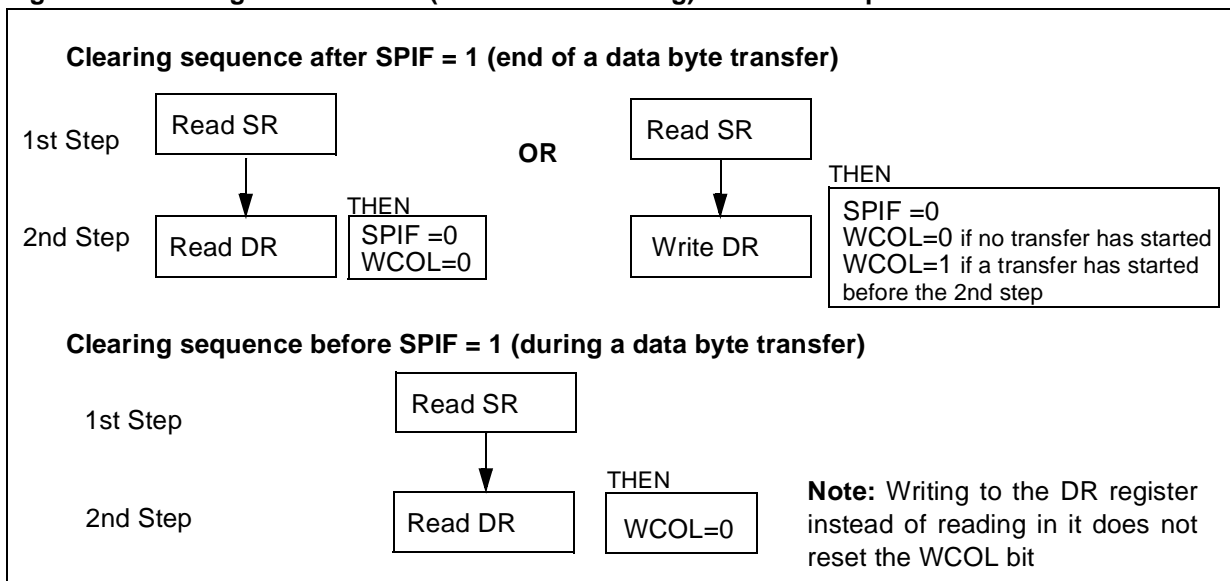 Clearing sequence after SPIF = 1 (end of a data byte transfer)
1st Step
Read SR
OR
Read SR
THEN
2nd Step
Read DR
THEN
SPIF =0
WCOL=0
Write DR
SPIF =0
WCOL=0 if no transfer has started
WCOL=1 if a transfer has started
before the 2nd step
Clearing sequence before SPIF = 1 (during a data byte transfer)
1st Step
Read SR
2nd Step
Read DR
THEN
WCOL=0
Note: Writing to the DR register
instead of reading in it does not
reset the WCOL bit